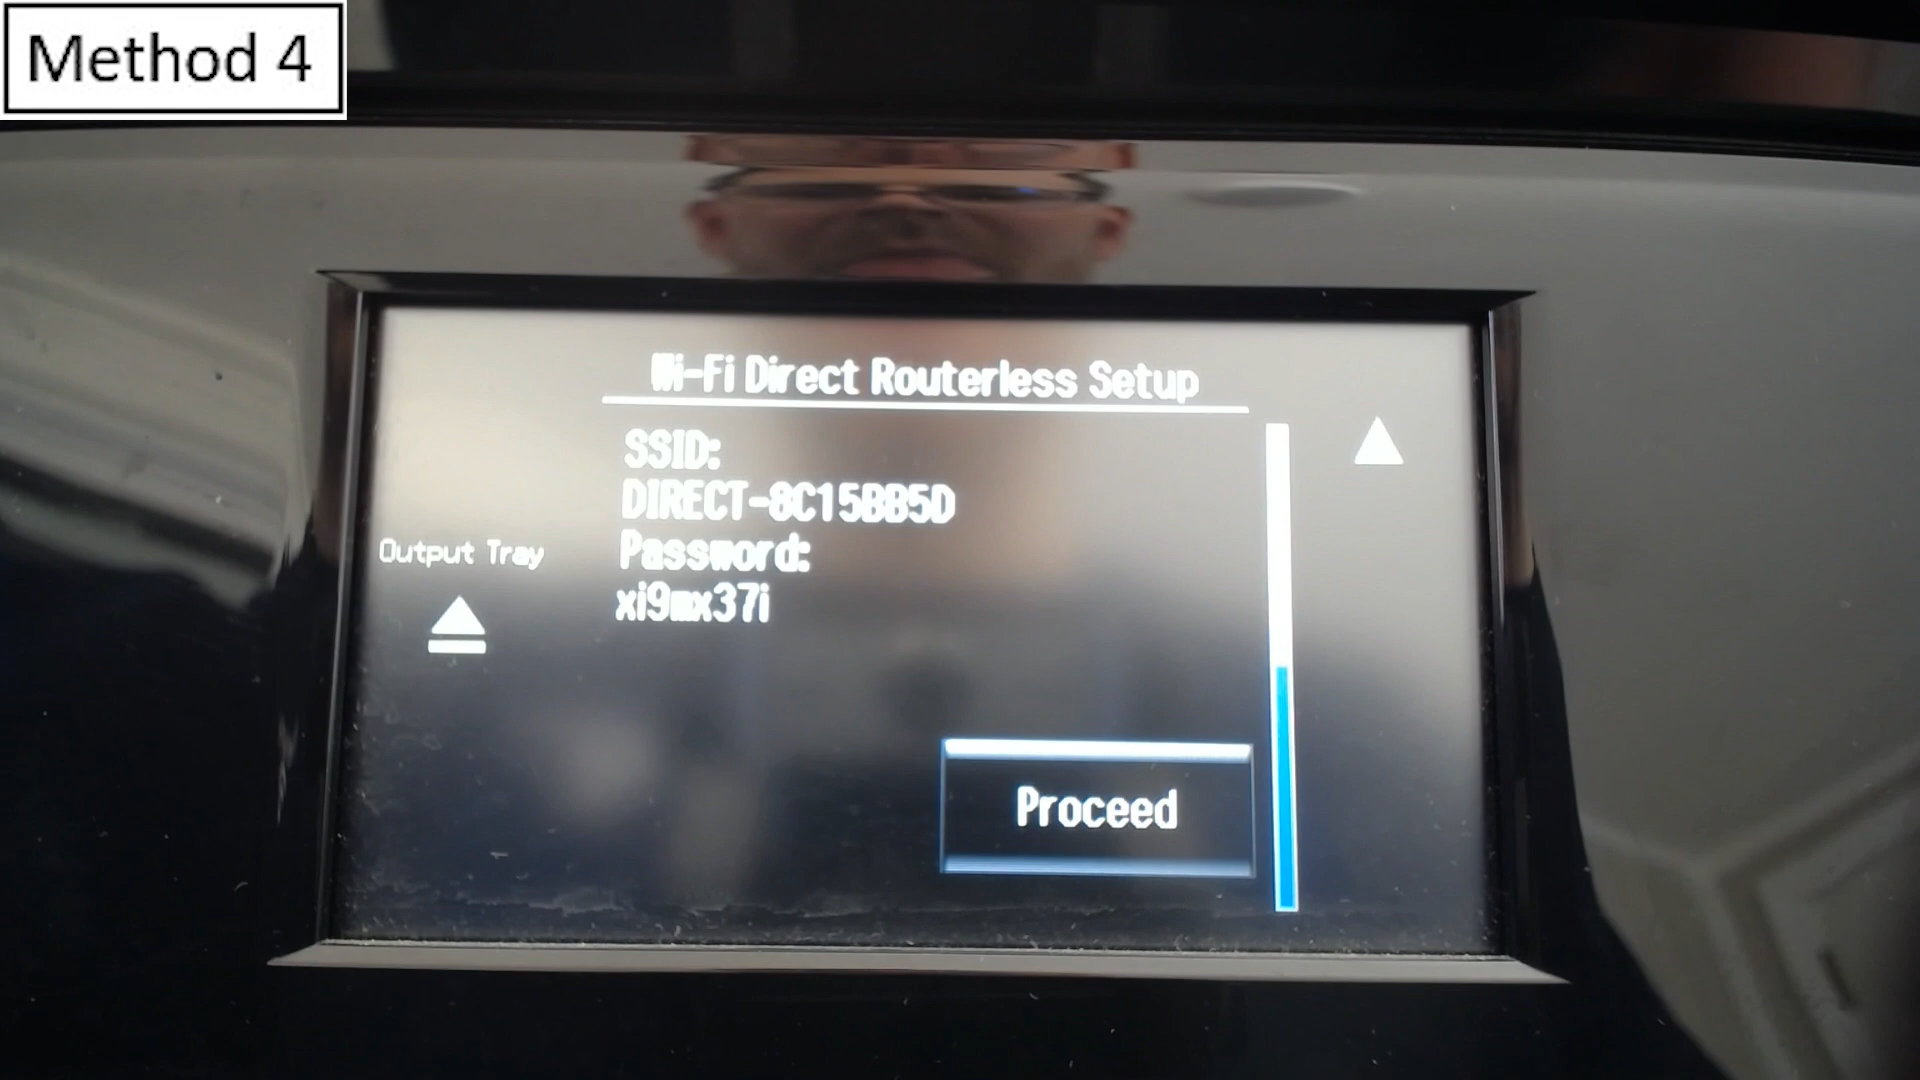 Method 4
Wi-Fi Direct Routerless Setup
SSID:
DIRECT-8C15BB5D
Password:
xi9mx37i
Output Tray
Proceed